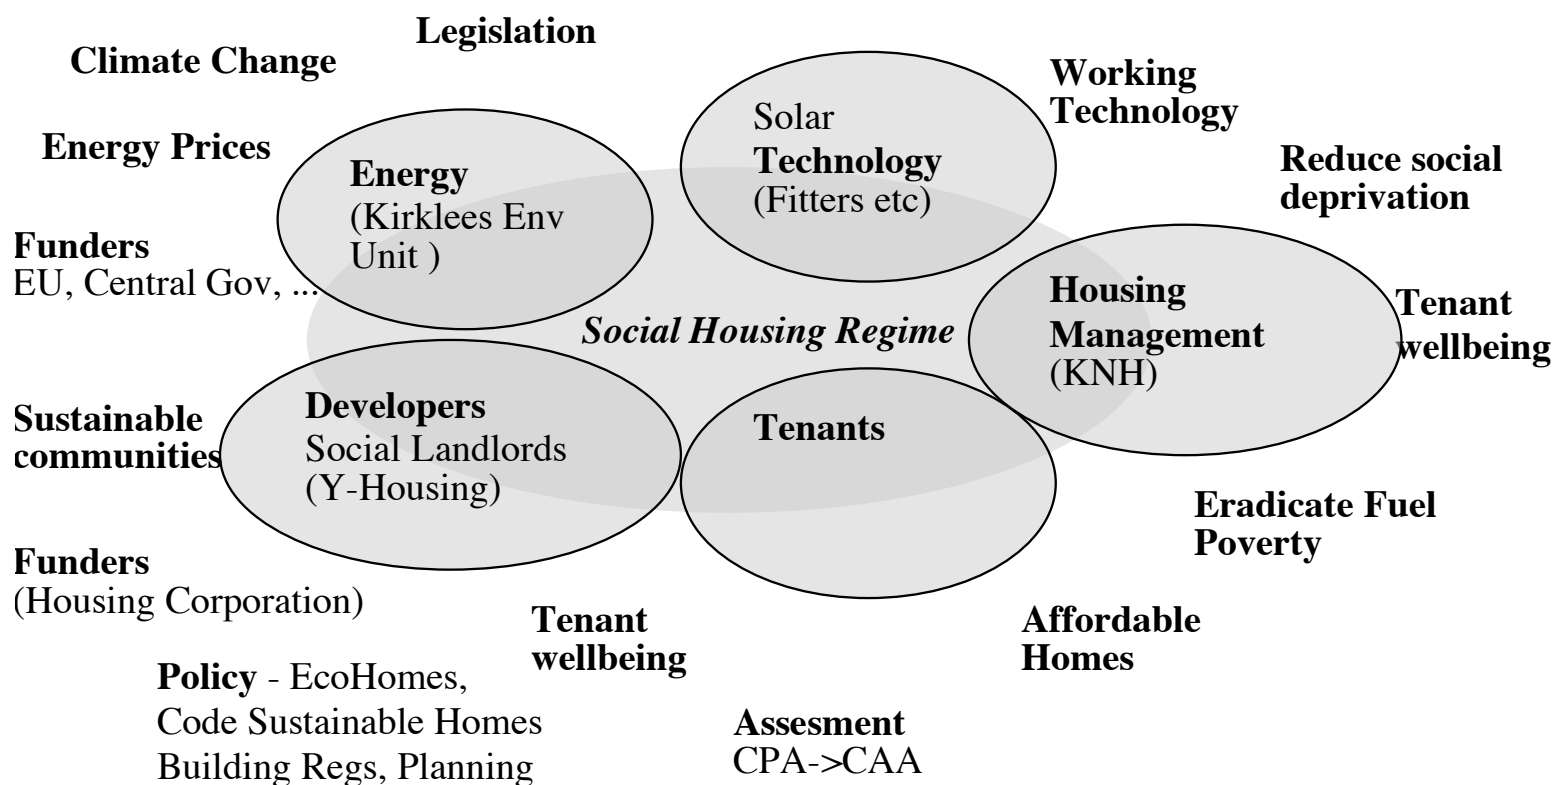 Legislation
Climate Change
Energy Prices
Funders
EU, Central Gov, ...
Energy
(Kirklees Env
Unit )
Solar
Technology
(Fitters etc)
Working
Technology
Reduce social
deprivation
Social Housing Regime
Housing
Management
(KNH)
Tenant
wellbeing
Sustainable
communities
Developers
Social Landlords
(Y-Housing)
Tenants
Eradicate Fuel
Poverty
Funders
(Housing Corporation)
Tenant
wellbeing
Affordable
Homes
Policy - EcoHomes,
Code Sustainable Homes
Building Regs, Planning
Assesment
CPA->CAA